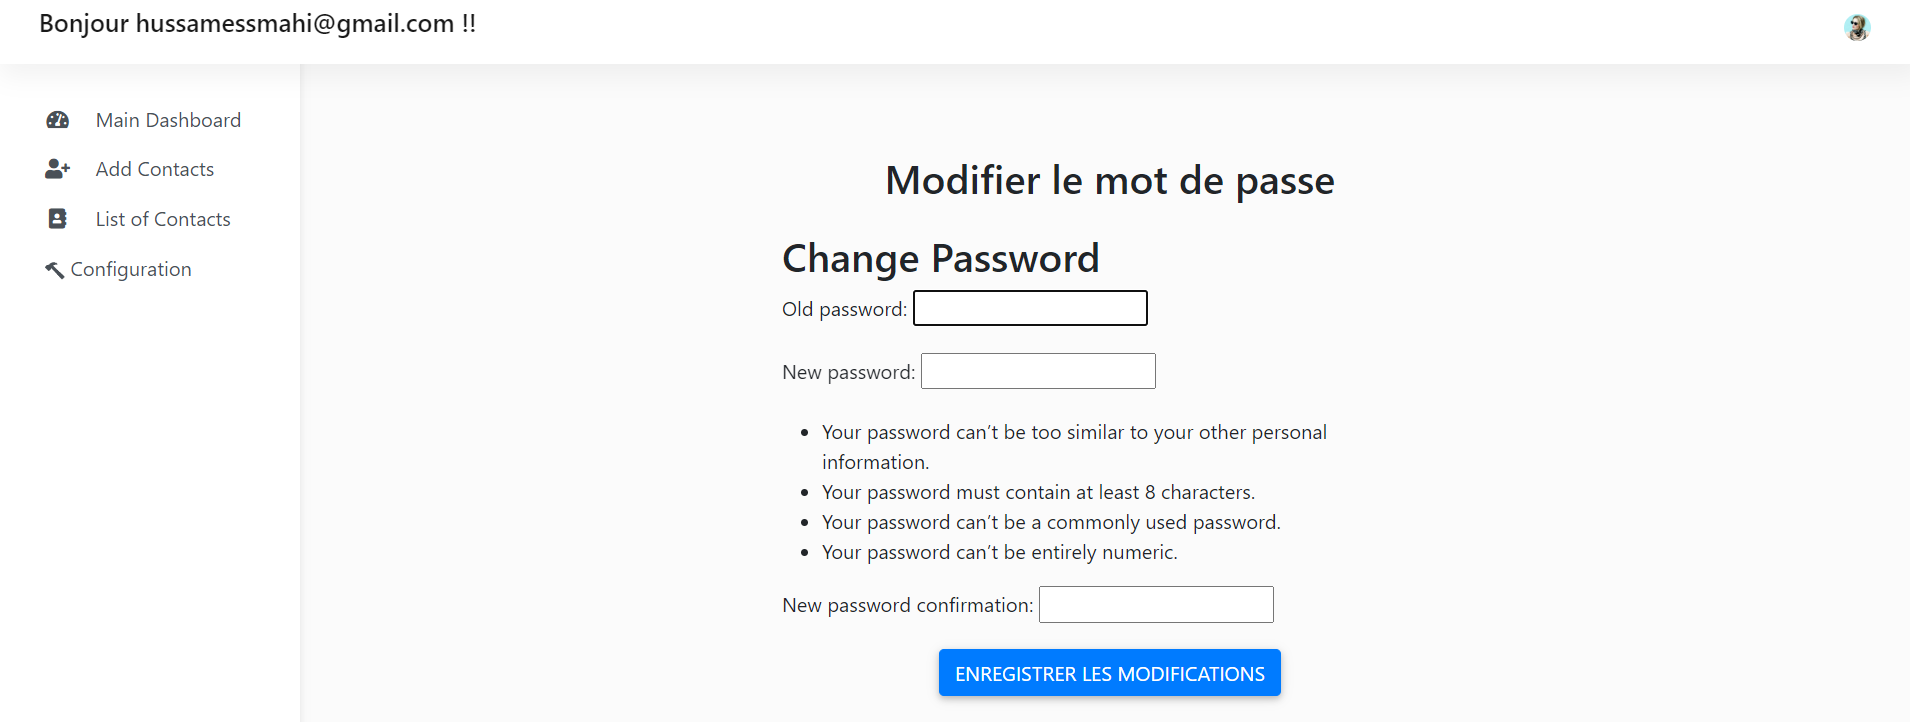 Bonjour hussamessmahi@gmail.com !!
Main Dashboard
Add Contacts
List of Contacts
Configuration
Modifier le mot de passe
Change Password
Old password:
New password:
Your password can’t be too similar to your other personal
information.
Your password must contain at least 8 characters.
Your password can’t be a commonly used password.
Your password can’t be entirely numeric.
New password confirmation:
ENREGISTRER LES MODIFICATIONS